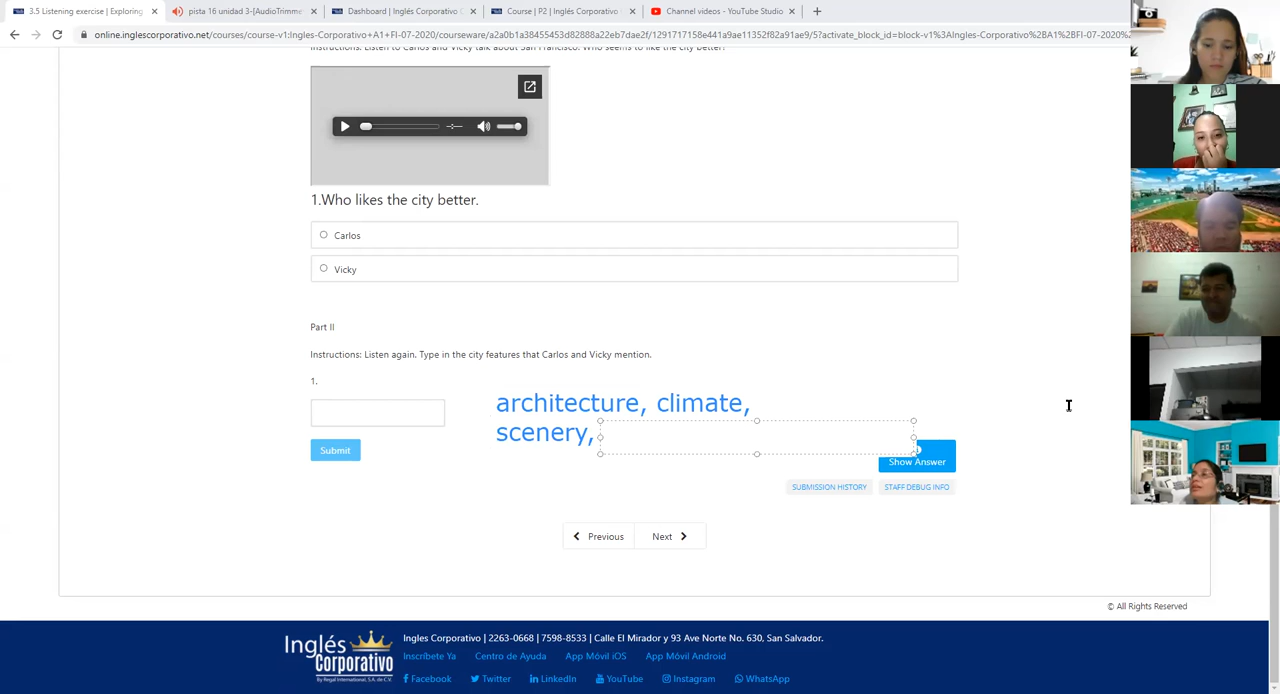 3.5 Listening exercise | Exploring
pista 16 unidad 3-[AudioTrimme
Dashboard | Inglés Corporativo
Course | P2 | Inglés Corporativo
Channel videos - YouTube Studio
online.inglescorporativo.net/courses/course-v1:Ingles-Corporativo+A1+FI-07-2020/courseware/a2a0b1a38455453d82888a22eb7dae2f/1291717158e441a9ae11352f82a91ae9/5?activate_block_id=block-v1%3AIngles-Corporativo%2BA1%2BFI-07-2020%
Instructions: Listen to Carlos and Vicky talk about San Francisco. Who seems to like the city better?
1.Who likes the city better.
Carlos
Vicky
Part II
Instructions: Listen again. Type in the city features that Carlos and Vicky mention.
1.
architecture, climate,
scenery,
Submit
Show Answer
SUBMISSION HISTORY
STAFF DEBUG INFO
Previous
Next
© All Rights Reserved
Inglés Corporativo
By Regal International, S.A. de C.V.
Ingles Corporativo | 2263-0668 | 7598-8533 | Calle El Mirador y 93 Ave Norte No. 630, San Salvador.
Inscríbete Ya
Centro de Ayuda
App Móvil iOS
App Móvil Android
Facebook
Twitter
LinkedIn
YouTube
Instagram
WhatsApp